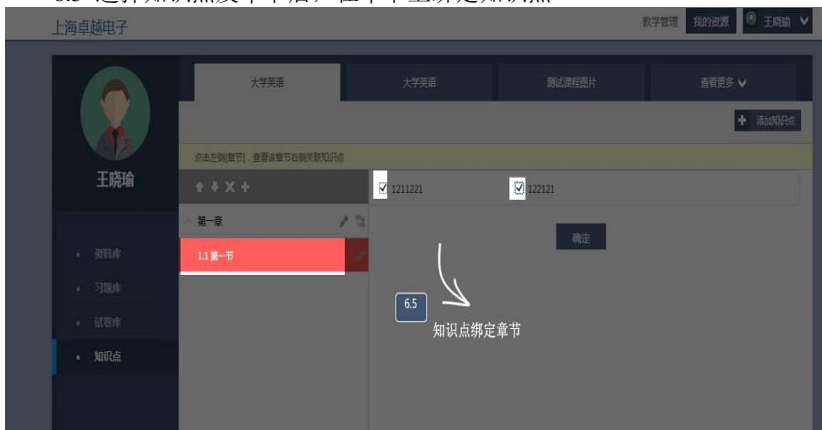 上海卓越电子
教学管理 我的资源 王晓瑜
大学英语 大学英语 测试课程图片 查看更多
添加知识点
点击左侧[章节]，查看该章节右侧关联知识点
王晓瑜
1211221 122121
第一章
1.1 第一节
确定
资料库
习题库
试卷库
知识点
6.5
知识点绑定章节